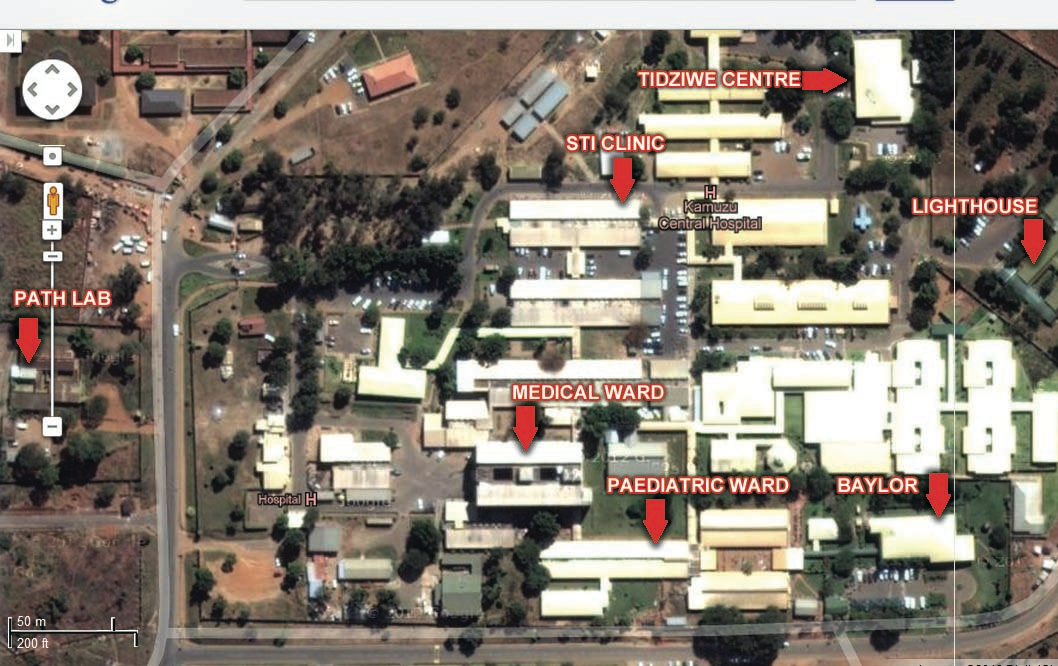 TIDZIWE CENTRE
STI CLINIC
H
Kamuzu
Central Hospital
LIGHTHOUSE
PATH LAB
MEDICAL WARD
PAEDIATRIC WARD
BAYLOR
Hospital H
50 m
200 ft